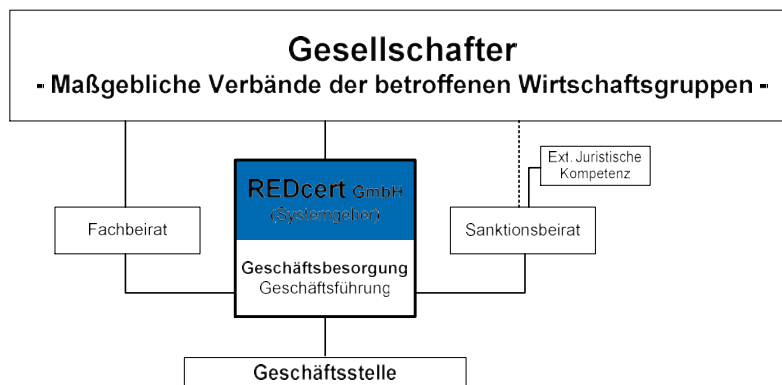 Gesellschafter
- Maßgebliche Verbände der betroffenen Wirtschaftsgruppen -
Ext. Juristische
Kompetenz
REDcert GmbH
(Systemgeber)
Fachbeirat
Sanktionsbeirat
Geschäftsbesorgung
Geschäftsführung
Geschäftsstelle